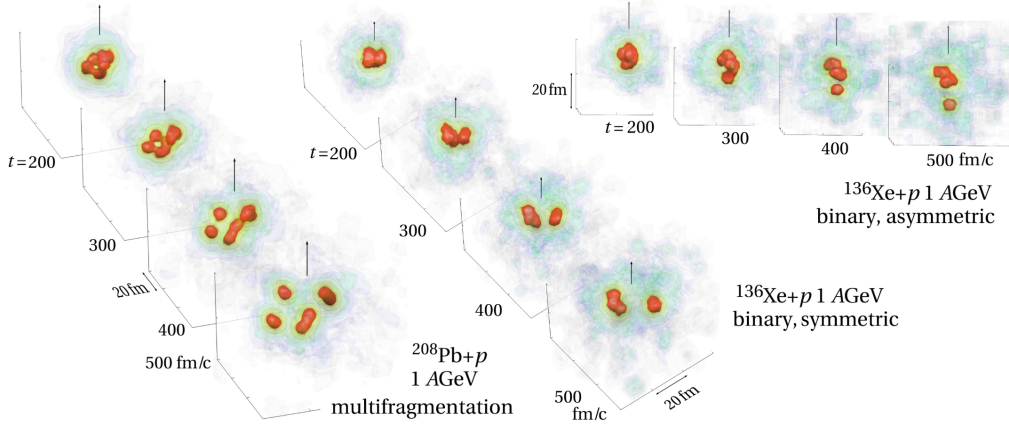 t=200
300
400
500 fm/c
20 fm
²⁰⁸Pb+p
1 AGeV
multifragmentation
t=200
300
400
500
fm/c
20 fm
¹³⁶Xe+p 1 AGeV
binary, symmetric
20 fm
t=200
300
400
500 fm/c
¹³⁶Xe+p 1 AGeV
binary, asymmetric